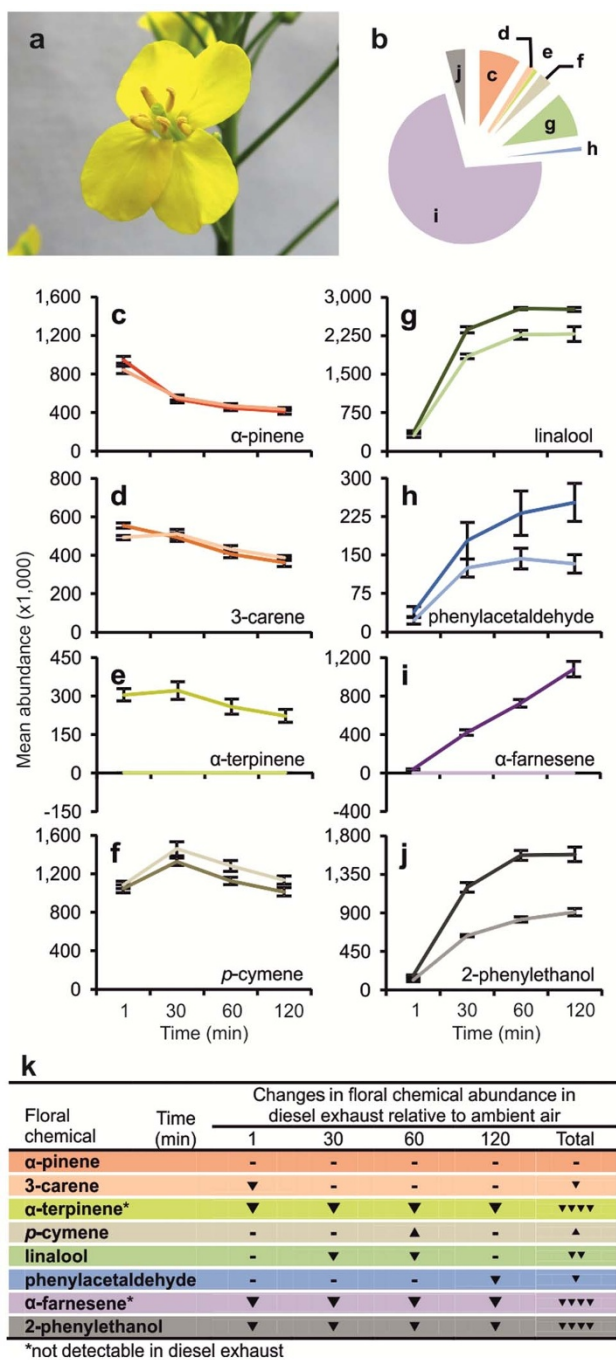 a
b
j
c
d
e
f
g
h
i
Mean abundance (x1,000)
c
1,600
1,200
800
400
0
α-pinene
g
3,000
2,250
1,500
750
0
linalool
d
800
600
400
200
0
3-carene
h
300
225
150
75
0
phenylacetaldehyde
e
450
300
150
0
-150
α-terpinene
i
1,200
800
400
0
-400
α-farnesene
f
1,600
1,200
800
400
0
p-cymene
1 30 60 120
Time (min)
j
1,800
1,350
900
450
0
2-phenylethanol
1 30 60 120
Time (min)
k
Floral chemical Time (min) Changes in floral chemical abundance in diesel exhaust relative to ambient air
1 30 60 120 Total
α-pinene - - - - -
3-carene ▼ - - - ▼
α-terpinene* ▼ ▼ ▼ ▼ ▼▼▼▼
p-cymene - - ▲ - ▲
linalool - ▼ ▼ - ▼▼
phenylacetaldehyde - - - ▼ ▼
α-farnesene* ▼ ▼ ▼ ▼ ▼▼▼▼
2-phenylethanol ▼ ▼ ▼ ▼ ▼▼▼▼
*not detectable in diesel exhaust